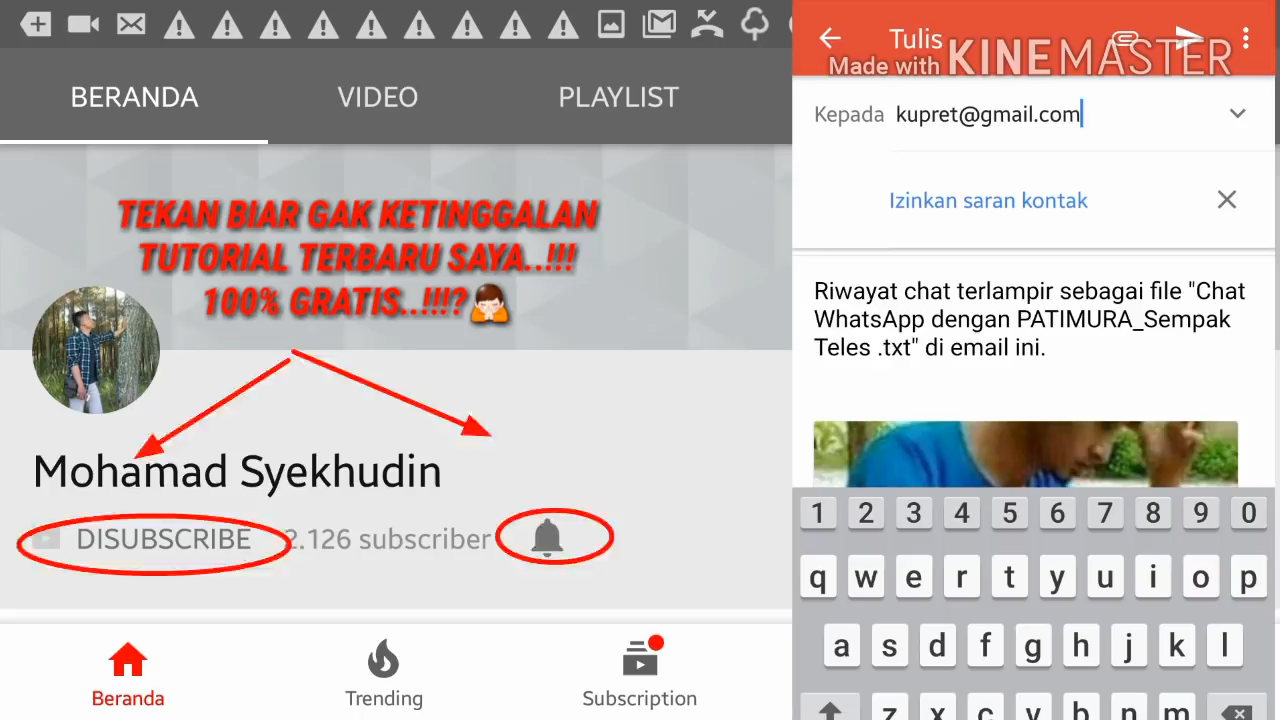 BERANDA VIDEO PLAYLIST
TEKAN BIAR GAK KETINGGALAN
TUTORIAL TERBARU SAYA..!!!
100% GRATIS..!!!?
Mohamad Syekhudin
DISUBSCRIBE 2.126 subscriber
Beranda Trending Subscription
Tulis
Made with KINEMASTER
Kepada kupret@gmail.com
Izinkan saran kontak
Riwayat chat terlampir sebagai file "Chat
WhatsApp dengan PATIMURA_Sempak
Teles .txt" di email ini.
1 2 3 4 5 6 7 8 9 0
q w e r t y u i o p
a s d f g h j k l
z x c v b n m